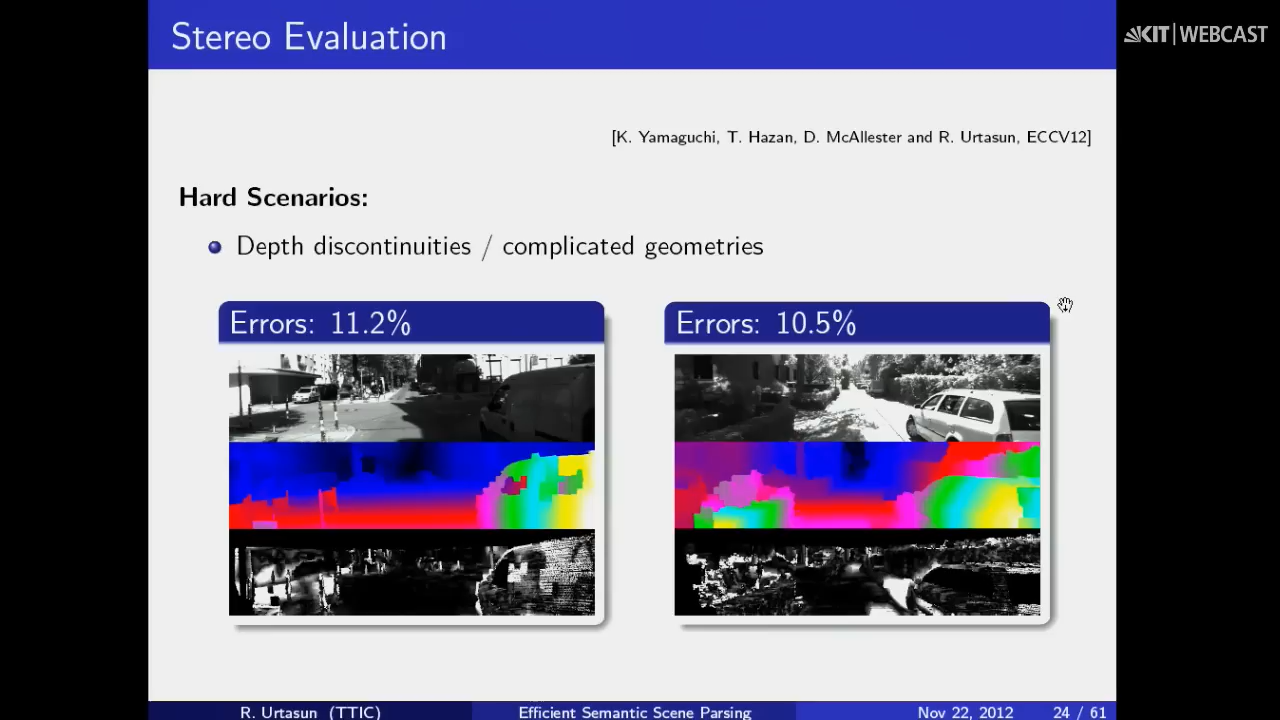 Stereo Evaluation
KIT | WEBCAST
[K. Yamaguchi, T. Hazan, D. McAllester and R. Urtasun, ECCV12]
Hard Scenarios:
Depth discontinuities / complicated geometries
Errors: 11.2%
Errors: 10.5%
R. Urtasun (TTIC)
Efficient Semantic Scene Parsing
Nov 22, 2012
24 / 61